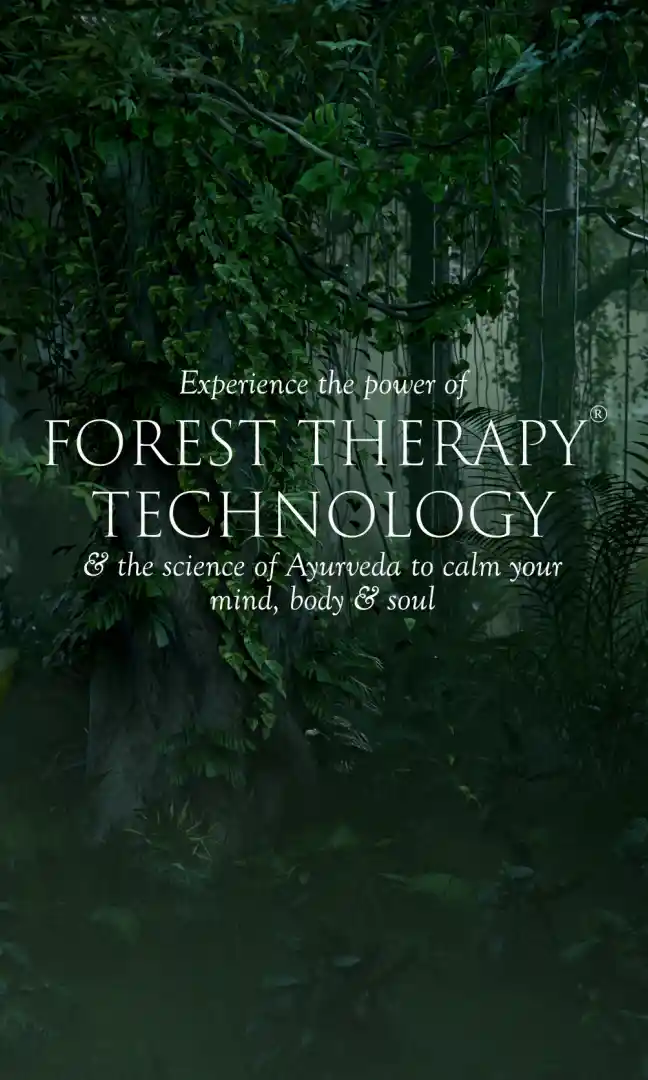 Experience the power of
FOREST THERAPY®
TECHNOLOGY
& the science of Ayurveda to calm your
mind, body & soul